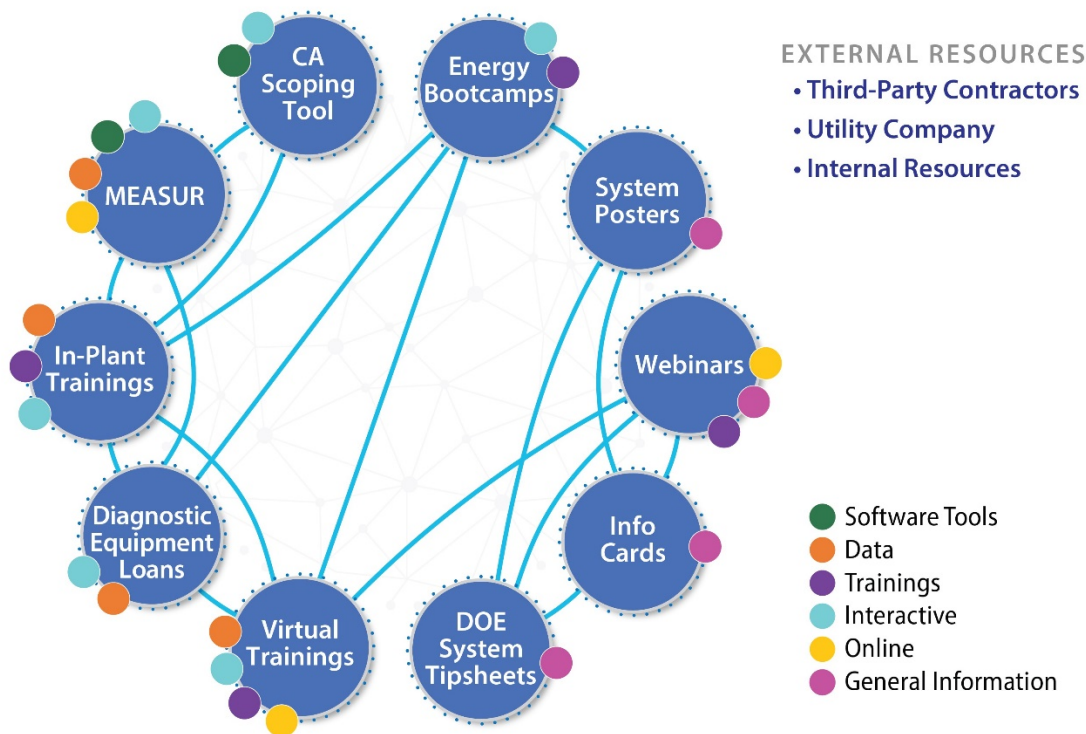 CA
Scoping
Tool
Energy
Bootcamps
MEASUR
System
Posters
In-Plant
Trainings
Webinars
Diagnostic
Equipment
Loans
Info
Cards
Virtual
Trainings
DOE
System
Tipsheets
EXTERNAL RESOURCES
• Third-Party Contractors
• Utility Company
• Internal Resources
Software Tools
Data
Trainings
Interactive
Online
General Information